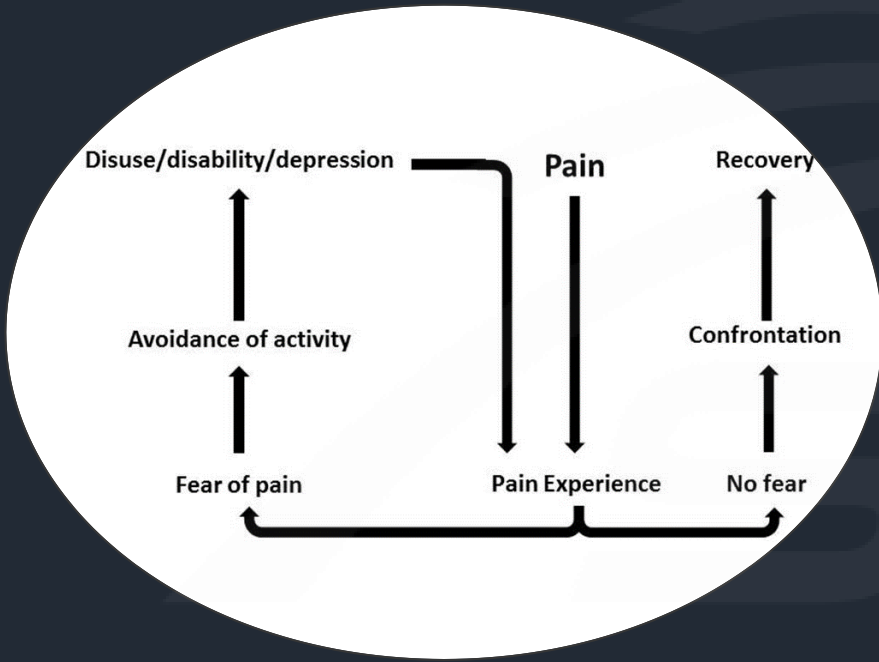 Disuse/disability/depression
Pain
Recovery
Avoidance of activity
Confrontation
Fear of pain
Pain Experience
No fear